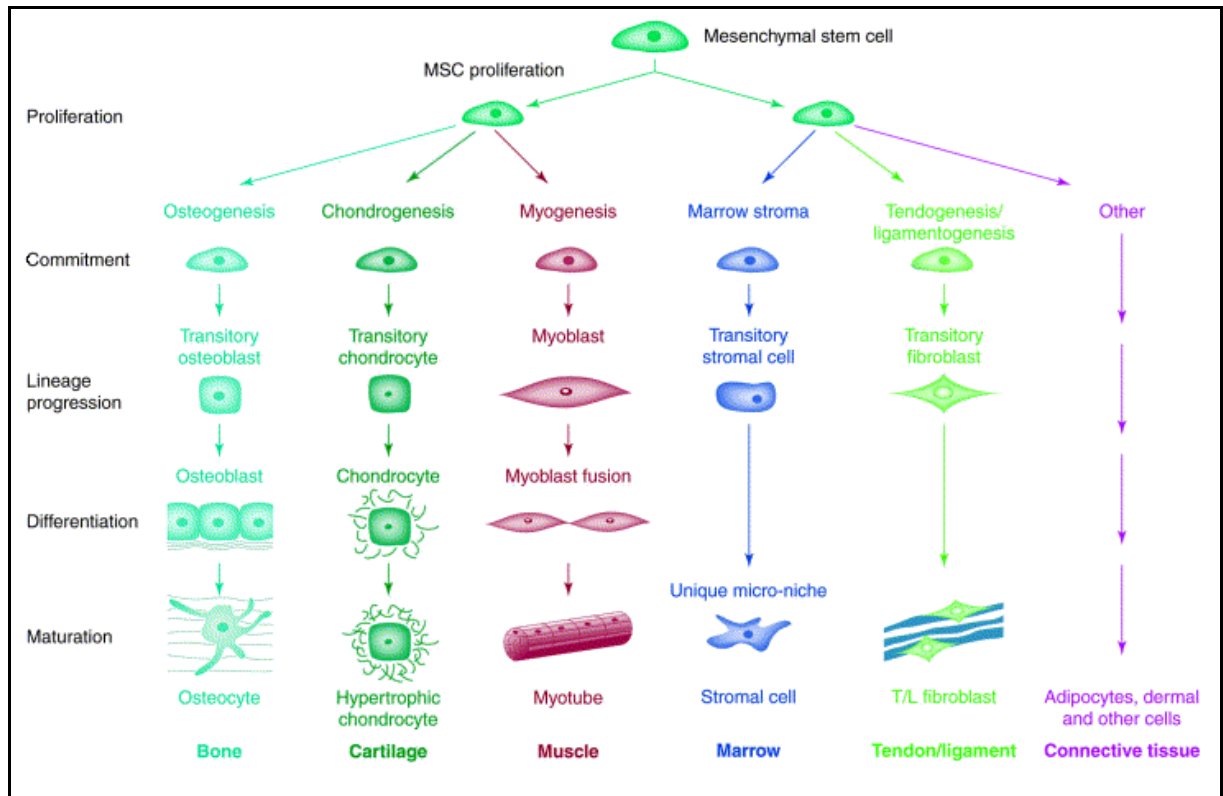 Mesenchymal stem cell
MSC proliferation
Proliferation
Osteogenesis
Chondrogenesis
Myogenesis
Marrow stroma
Tendogenesis/
ligamentogenesis
Other
Commitment
Transitory
osteoblast
Transitory
chondrocyte
Myoblast
Transitory
stromal cell
Transitory
fibroblast
Lineage
progression
Osteoblast
Chondrocyte
Myoblast fusion
Differentiation
Unique micro-niche
Maturation
Osteocyte
Hypertrophic
chondrocyte
Myotube
Stromal cell
T/L fibroblast
Adipocytes, dermal
and other cells
Bone
Cartilage
Muscle
Marrow
Tendon/ligament
Connective tissue